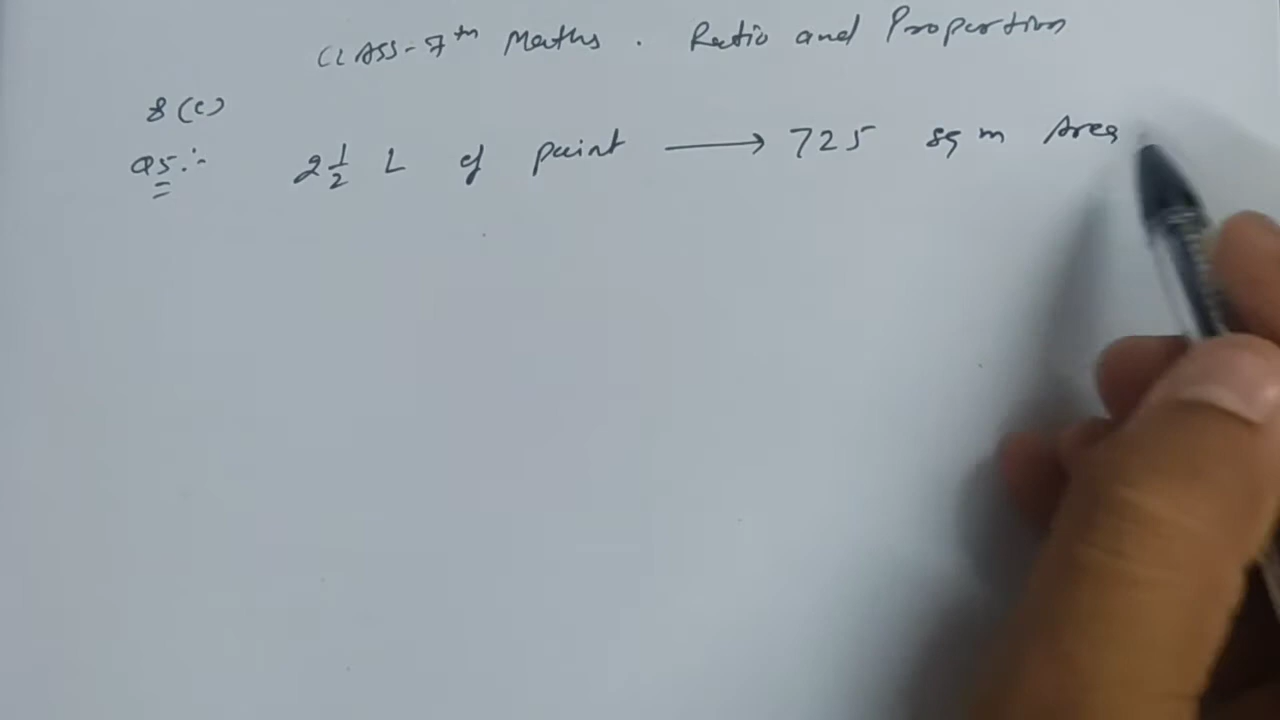 CLASS-7th Maths. Ratio and Proportion
8(c)
Q5:- 2 1/2 L of paint → 725 sq m Area